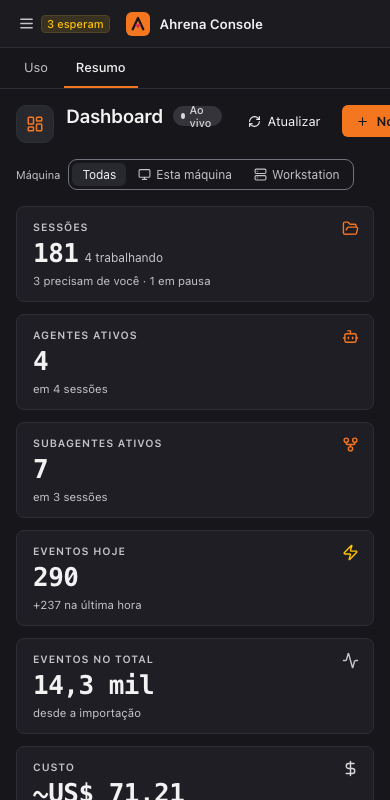 3 esperam
Ahrena Console
Uso Resumo
Dashboard Ao vivo Atualizar
Máquina Todas Esta máquina Workstation
SESSÕES
181 4 trabalhando
3 precisam de você · 1 em pausa
AGENTES ATIVOS
4
em 4 sessões
SUBAGENTES ATIVOS
7
em 3 sessões
EVENTOS HOJE
290
+237 na última hora
EVENTOS NO TOTAL
14,3 mil
desde a importação
CUSTO
~US$ 71,21